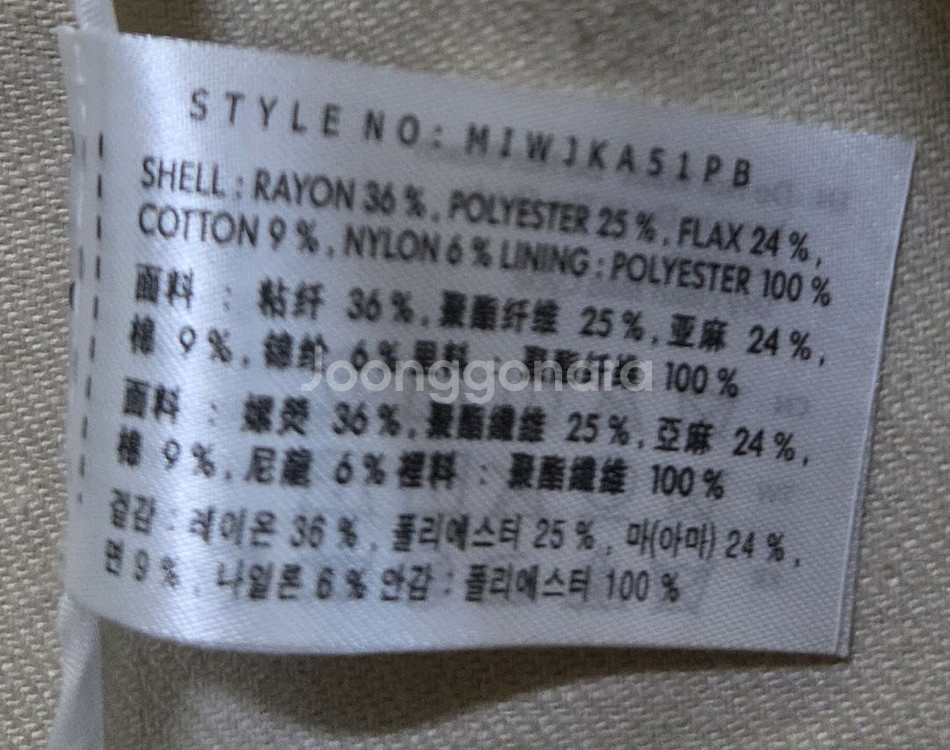 STYLE NO: MIWJKA51PB
SHELL : RAYON 36 %, POLYESTER 25 %, FLAX 24 %,
COTTON 9 %, NYLON 6 % LINING : POLYESTER 100 %
面料 : 粘纤 36 %, 聚酯纤维 25 %, 亚麻 24 %,
棉 9 %, 锦纶 6 % 里料 : 聚酯纤维 100 %
Joonggonara
面料 : 螺萦 36 %, 聚酯纖維 25 %, 亞麻 24 %,
棉 9 %, 尼龍 6 % 裡料 : 聚酯纖維 100 %
겉감 : 레이온 36 %, 폴리에스터 25 %, 마(아마) 24 %,
면 9 %, 나일론 6 % 안감 : 폴리에스터 100 %